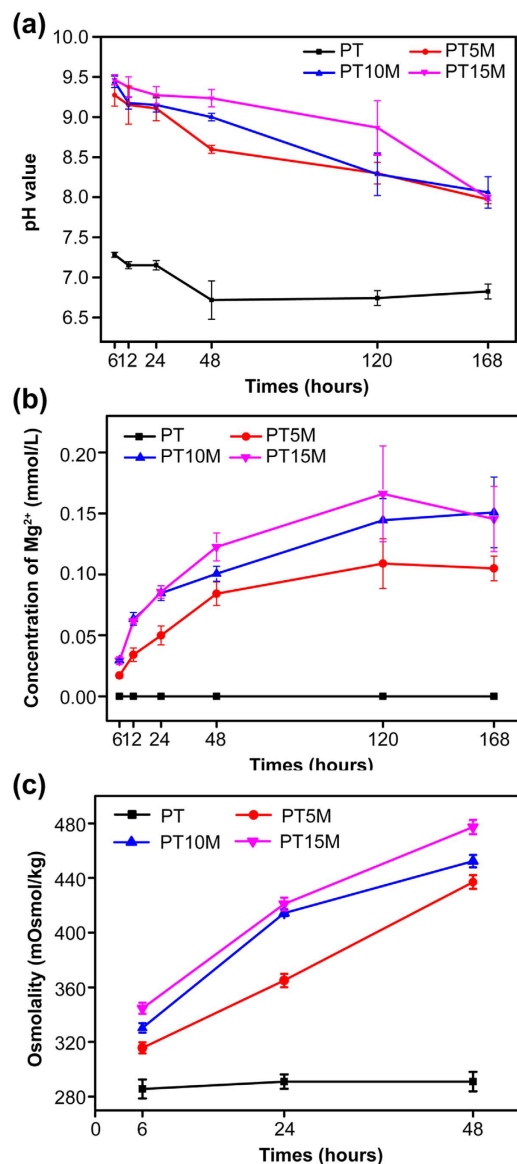 (a)
PT PT5M
PT10M PT15M
10.0
9.5
9.0
8.5
8.0
7.5
7.0
6.5
pH value
6 12 24 48 120 168
Times (hours)
(b)
PT PT5M
PT10M PT15M
0.20
0.15
0.10
0.05
0.00
Concentration of Mg²⁺ (mmol/L)
6 12 24 48 120 168
Times (hours)
(c)
PT PT5M
PT10M PT15M
480
440
400
360
320
280
Osmolality (mOsmol/kg)
0 6 24 48
Times (hours)